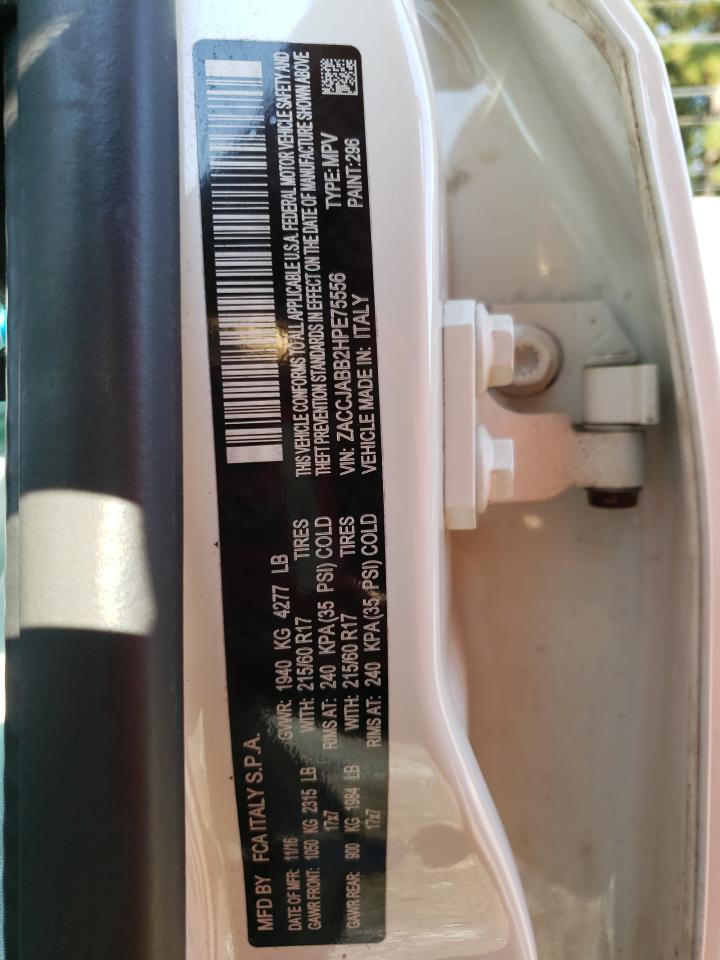 MFD BY FCA ITALY S.P.A.
DATE OF MFR: 11/16 GVWR: 1940 KG 4277 LB
GAWR FRONT: 1050 KG 2315 LB WITH: 215/60 R17 TIRES
17x7 RIMS AT: 240 KPA(35 PSI) COLD
GAWR REAR: 900 KG 1984 LB WITH: 215/60 R17 TIRES
17x7 RIMS AT: 240 KPA(35 PSI) COLD
THIS VEHICLE CONFORMS TO ALL APPLICABLE U.S.A. FEDERAL MOTOR VEHICLE SAFETY AND
THEFT PREVENTION STANDARDS IN EFFECT ON THE DATE OF MANUFACTURE SHOWN ABOVE
VIN: ZACCJABB2HPE75556 TYPE: MPV
VEHICLE MADE IN: ITALY PAINT:296